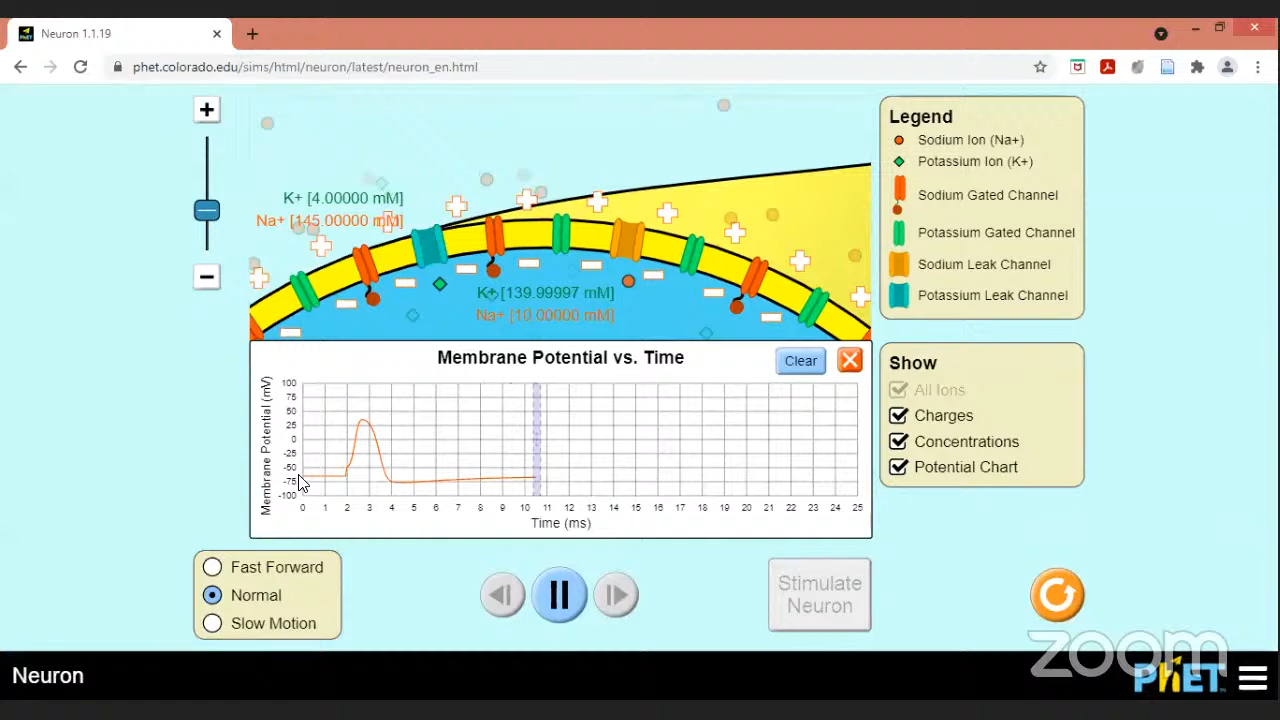 Neuron 1.1.19
phet.colorado.edu/sims/html/neuron/latest/neuron_en.html
K+ [4.00000 mM]
Na+ [145.00000 mM]
K+ [139.99997 mM]
Na+ [10.00000 mM]
Legend
Sodium Ion (Na+)
Potassium Ion (K+)
Sodium Gated Channel
Potassium Gated Channel
Sodium Leak Channel
Potassium Leak Channel
Show
All Ions
Charges
Concentrations
Potential Chart
Membrane Potential vs. Time
Clear
Membrane Potential (mV)
100
75
50
25
0
-25
-50
-75
-100
0 1 2 3 4 5 6 7 8 9 10 11 12 13 14 15 16 17 18 19 20 21 22 23 24 25
Time (ms)
Fast Forward
Normal
Slow Motion
Stimulate
Neuron
zoom
Neuron
PhET